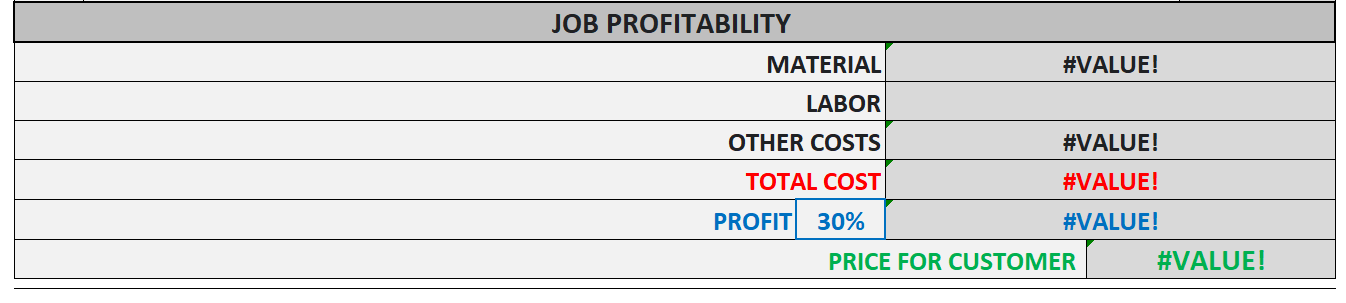 JOB PROFITABILITY
MATERIAL #VALUE!
LABOR
OTHER COSTS #VALUE!
TOTAL COST #VALUE!
PROFIT 30% #VALUE!
PRICE FOR CUSTOMER #VALUE!